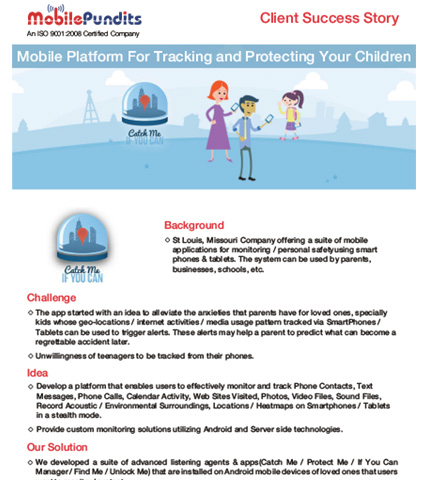 MobilePundits
Client Success Story
An ISO 9001:2008 Certified Company
Mobile Platform For Tracking and Protecting Your Children
Catch Me
IF YOU CAN
Catch Me
IF YOU CAN
Background
◇ St Louis, Missouri Company offering a suite of mobile
applications for monitoring / personal safetyusing smart
phones & tablets. The system can be used by parents,
businesses, schools, etc.
Challenge
◇ The app started with an idea to alleviate the anxieties that parents have for loved ones, specially
kids whose geo-locations / internet activities / media usage pattern tracked via SmartPhones /
Tablets can be used to trigger alerts. These alerts may help a parent to predict what can become a
regrettable accident later.
◇ Unwillingness of teenagers to be tracked from their phones.
Idea
◇ Develop a platform that enables users to effectively monitor and track Phone Contacts, Text
Messages, Phone Calls, Calendar Activity, Web Sites Visited, Photos, Video Files, Sound Files,
Record Acoustic / Environmental Surroundings, Locations / Heatmaps on Smartphones / Tablets
in a stealth mode.
◇ Provide custom monitoring solutions utilizing Android and Server side technologies.
Our Solution
◇ We developed a suite of advanced listening agents & apps(Catch Me / Protect Me / If You Can
Manager / Find Me / Unlock Me) that are installed on Android mobile devices of loved ones that users